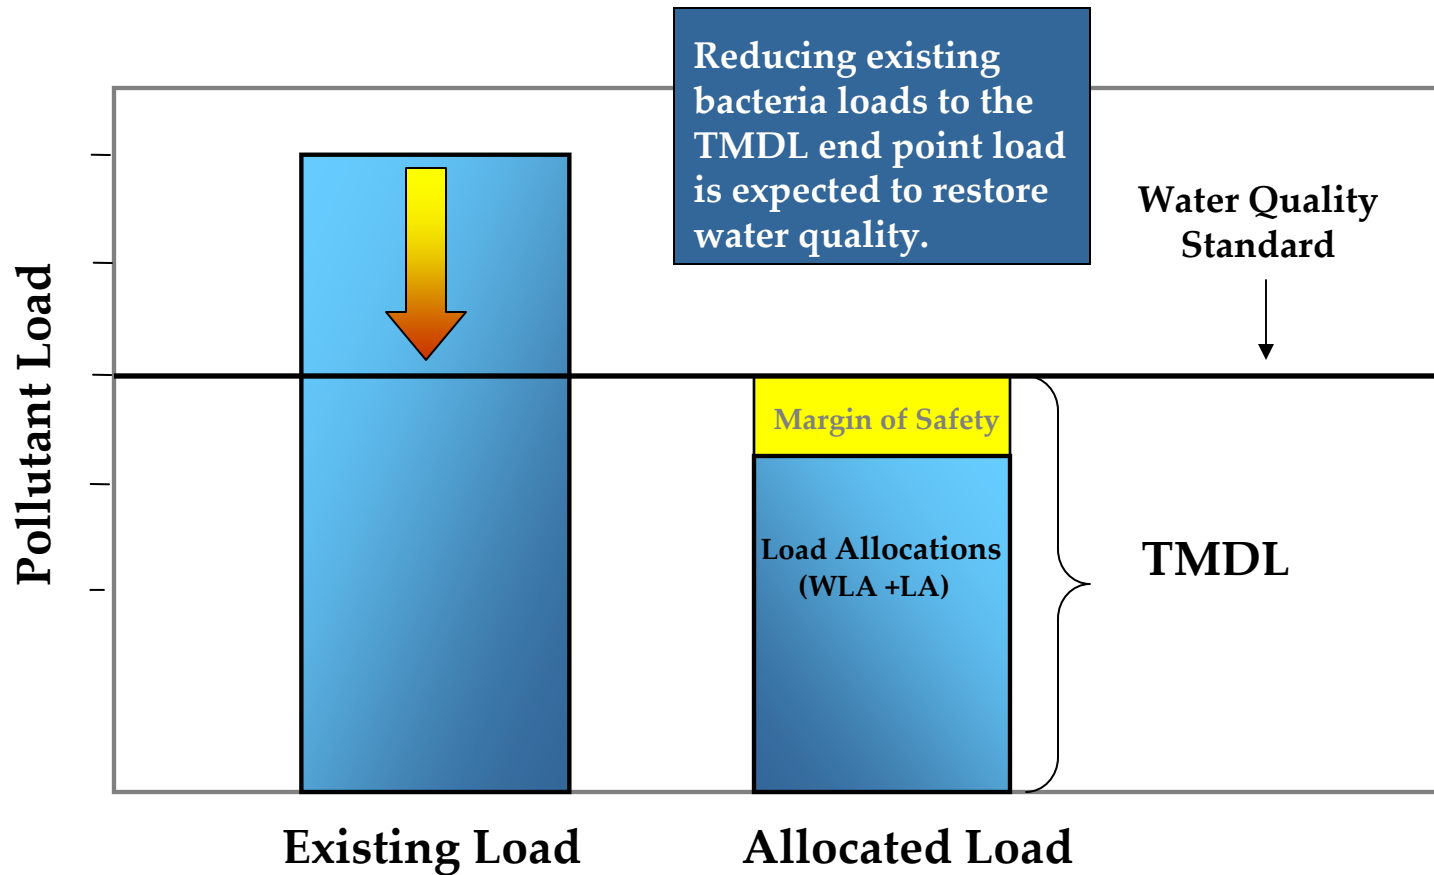 Reducing existing
bacteria loads to the
TMDL end point load
is expected to restore
water quality.
Water Quality
Standard
Pollutant Load
Margin of Safety
Load Allocations
(WLA +LA)
TMDL
Existing Load
Allocated Load